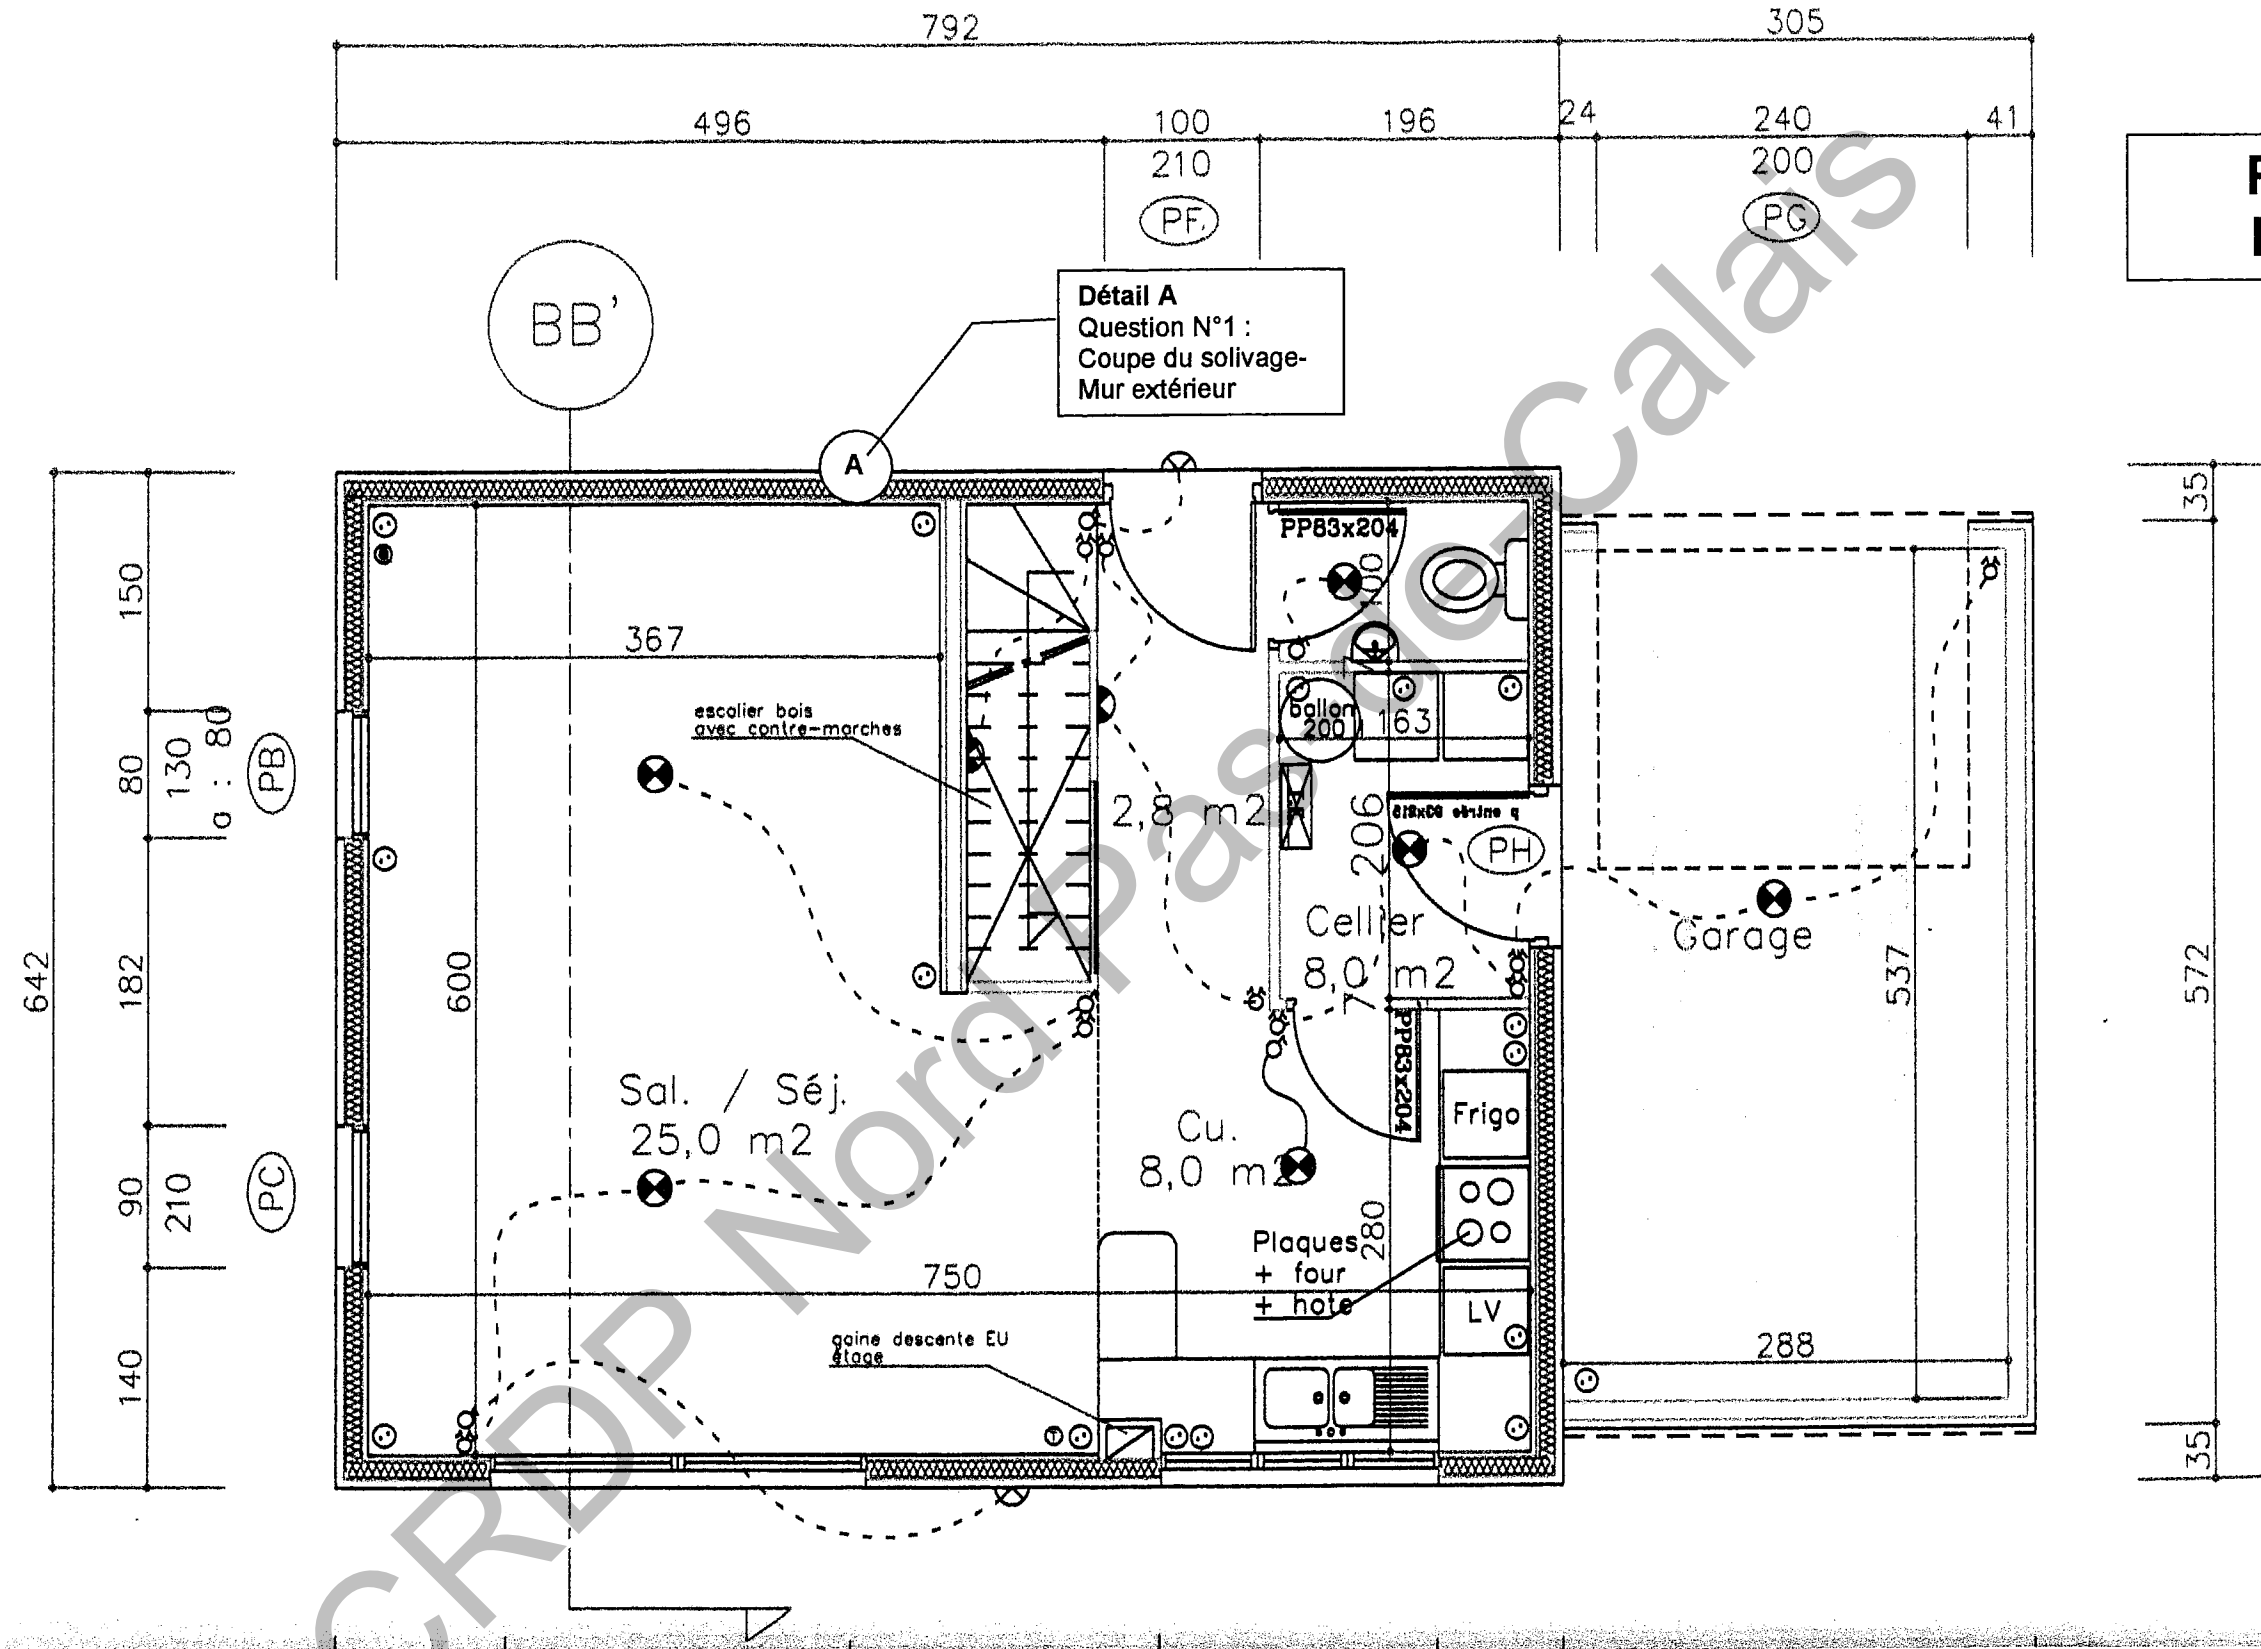 792
305
496
100
196
24
240
41
210
200
PF
PG
BB'
Détail A
Question N°1 :
Coupe du solivage-
Mur extérieur
A
35
PP83x204
100
150
367
escalier bois
avec contre-marches
ballon
200
163
PB
80
130
a : 80
2,8 m2
206
PH
Cellier
8,0 m2
Garage
642
182
600
537
572
PP83x204
Sal. / Séj.
25,0 m2
Frigo
Cu.
8,0 m2
PC
90
210
280
Plaques
+ four
+ hote
750
LV
gaine descente EU
étage
288
140
35
CRDP Nord Pas-de-Calais